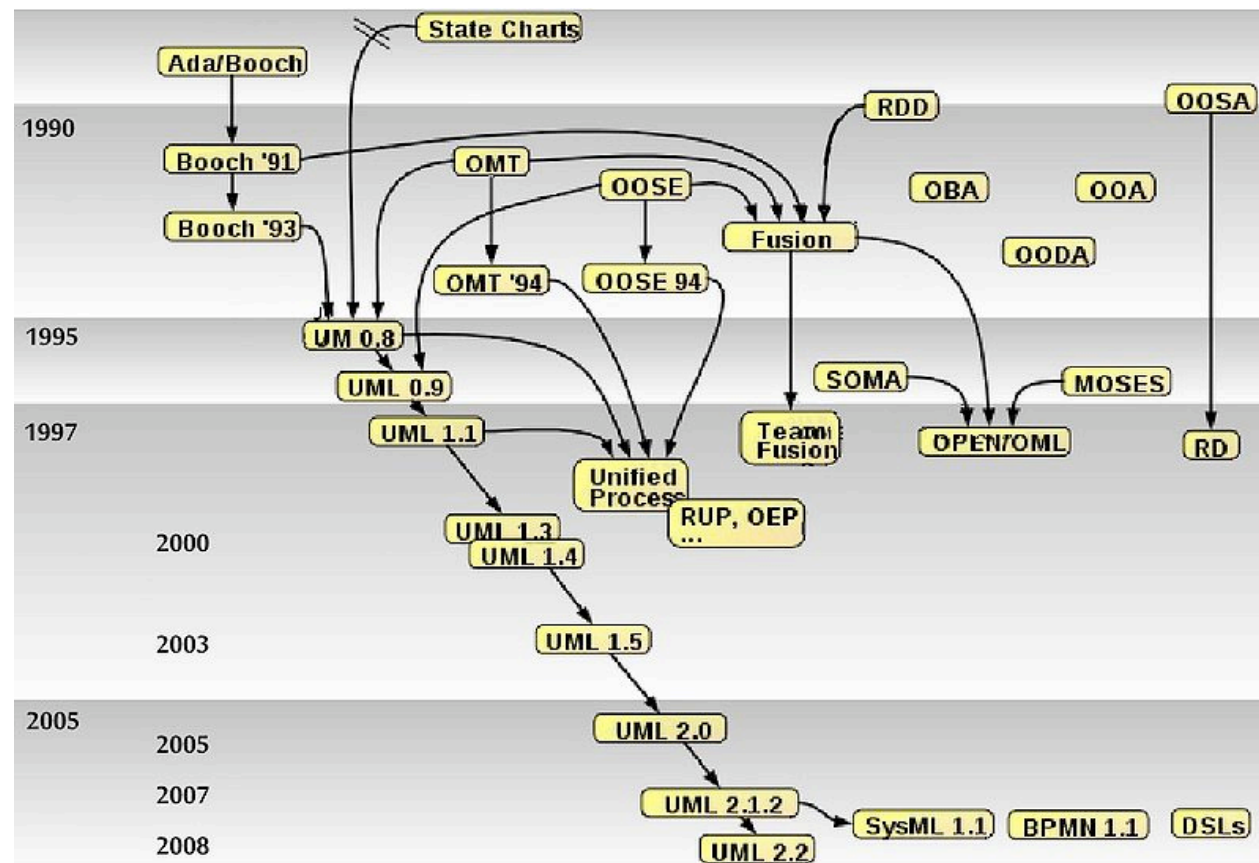 State Charts
Ada/Booch
OOSA
RDD
1990
Booch '91
OMT
OOSE
OBA
OOA
Booch '93
Fusion
OODA
OMT '94
OOSE 94
1995
UM 0.8
UML 0.9
SOMA
MOSES
1997
UML 1.1
Team
Fusion
OPEN/OML
RD
Unified
Process
RUP, OEP
...
UML 1.3
2000
UML 1.4
2003
UML 1.5
2005
UML 2.0
2005
2007
UML 2.1.2
SysML 1.1
BPMN 1.1
DSLs
2008
UML 2.2